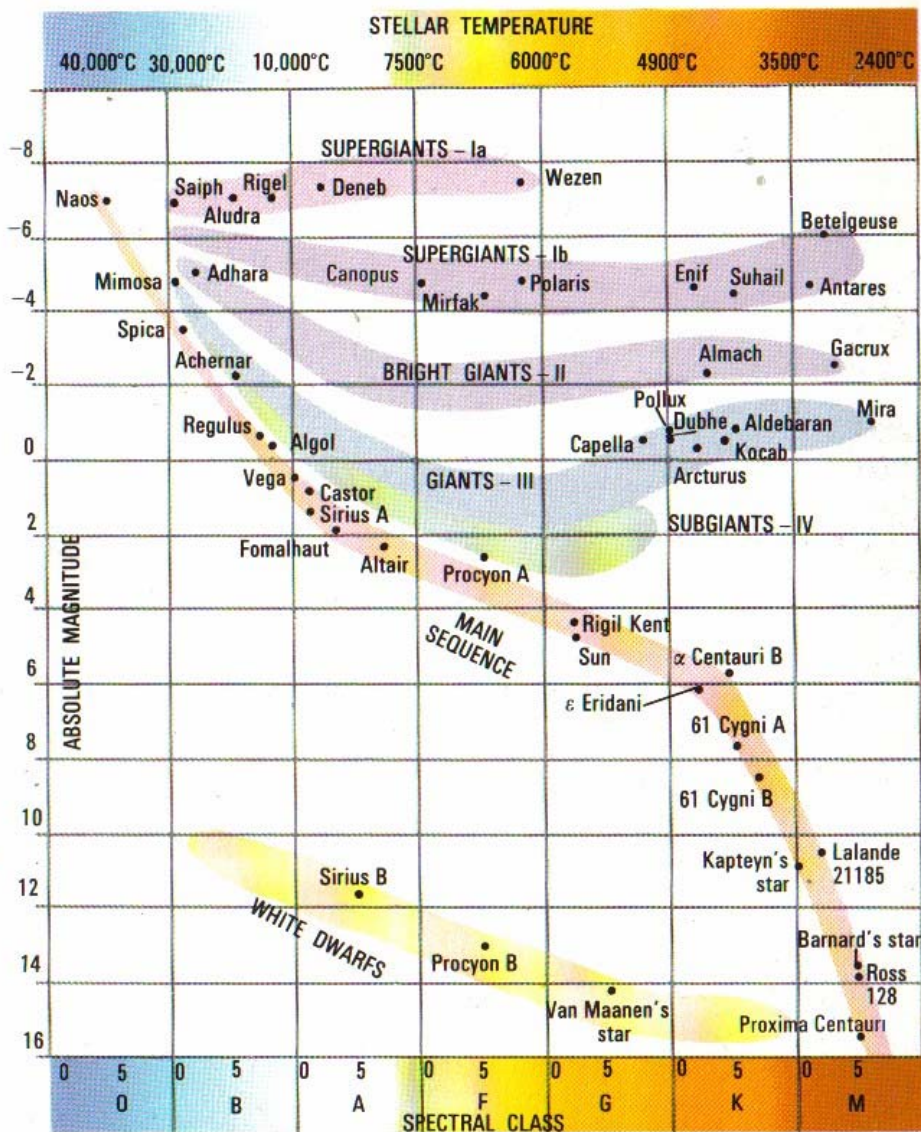 STELLAR TEMPERATURE
40,000°C 30,000°C 10,000°C 7500°C 6000°C 4900°C 3500°C 2400°C
-8
SUPERGIANTS – Ia
Naos
Saiph
Rigel
Aludra
Deneb
Wezen
-6
Betelgeuse
SUPERGIANTS – Ib
Mimosa
Adhara
Canopus
Mirfak
Polaris
Enif
Suhail
Antares
-4
Spica
Achernar
Almach
Gacrux
-2
BRIGHT GIANTS – II
Pollux
Dubhe
Aldebaran
Mira
Regulus
Algol
Capella
Kocab
0
Arcturus
Vega
GIANTS – III
Castor
Sirius A
SUBGIANTS – IV
2
Fomalhaut
Altair
Procyon A
4
MAIN
SEQUENCE
Rigil Kent
Sun
α Centauri B
6
ε Eridani
61 Cygni A
8
61 Cygni B
10
Kapteyn's
star
Lalande
21185
Sirius B
12
WHITE DWARFS
Procyon B
Barnard's star
Ross
128
14
Van Maanen's
star
Proxima Centauri
16
ABSOLUTE MAGNITUDE
0 5 0 5 0 5 0 5 0 5 0 5 0 5
O B A F G K M
SPECTRAL CLASS